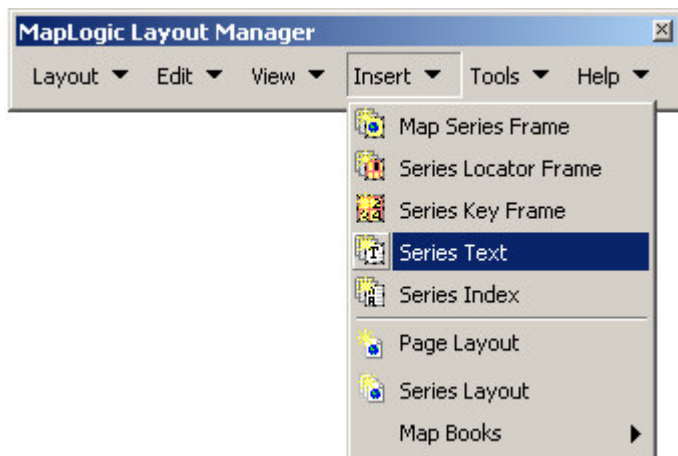 MapLogic Layout Manager
Layout Edit View Insert Tools Help
Map Series Frame
Series Locator Frame
Series Key Frame
Series Text
Series Index
Page Layout
Series Layout
Map Books